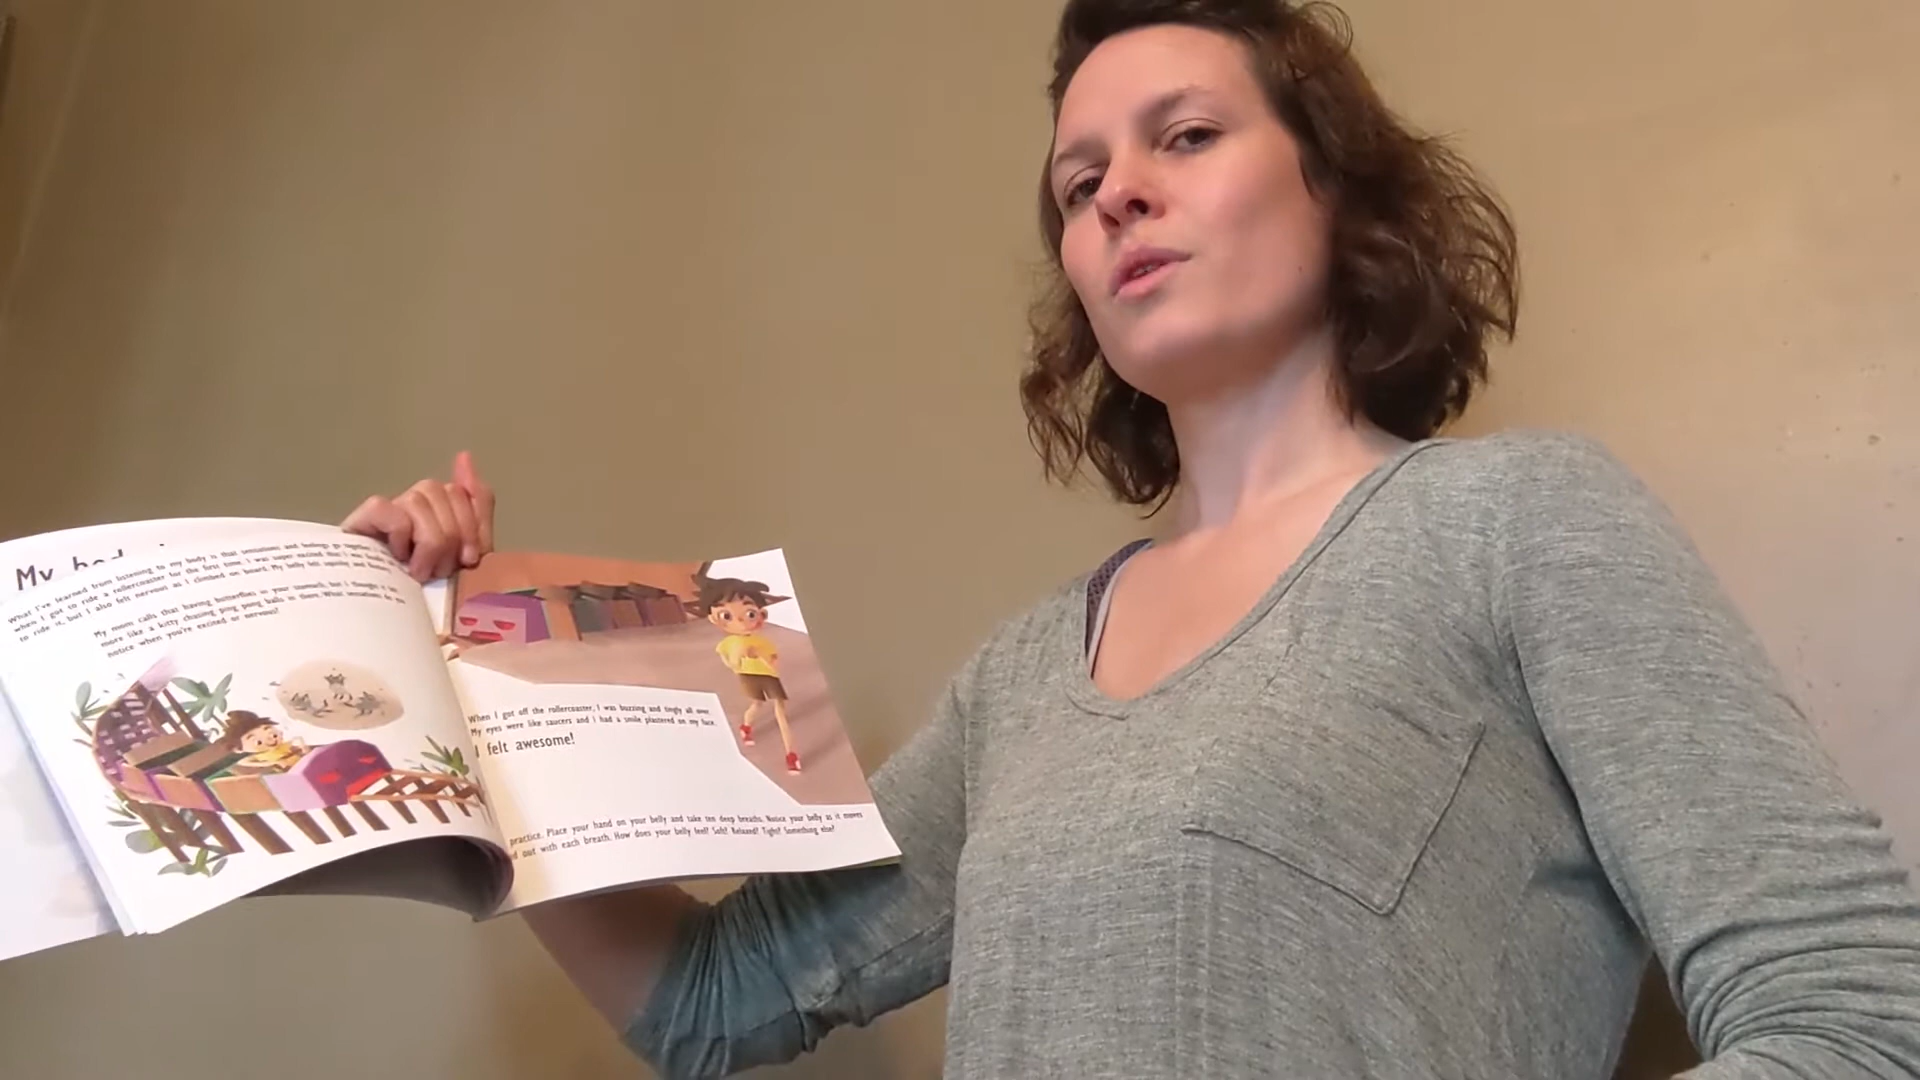 My
What I've learned from listening to my body is that sensations and feelings go together
when I got to ride a rollercoaster for the first time. I was super excited that I was
to ride it, but I also felt nervous as I climbed on board. My belly felt squirmy and
My mom calls that having butterflies in your stomach, but I thought it felt
more like a kitty chasing ping pong balls in there. What sensations do you
notice when you're excited or nervous?
When I got off the rollercoaster, I was buzzing and tingly all over.
My eyes were like saucers and I had a smile plastered on my face.
I felt awesome!
practice. Place your hand on your belly and take ten deep breaths. Notice your belly as it moves
out with each breath. How does your belly feel? Soft? Relaxed? Tight? Something else?